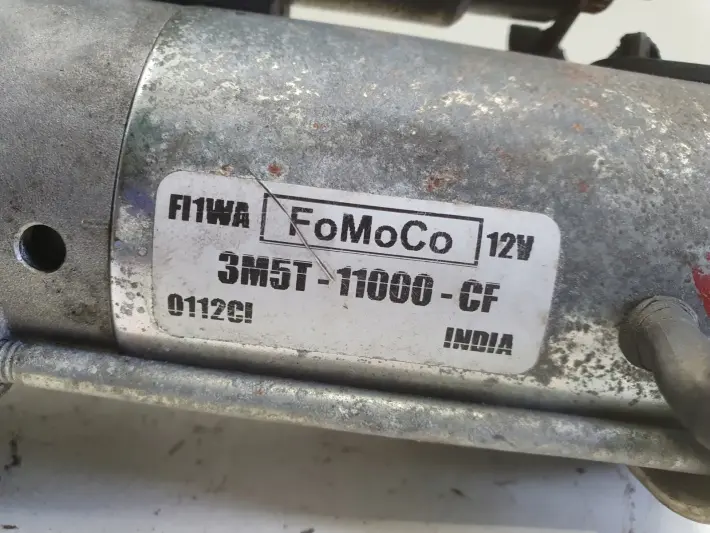 FI1WA FoMoCo 12V
3M5T-11000-CF
0112CI
INDIA